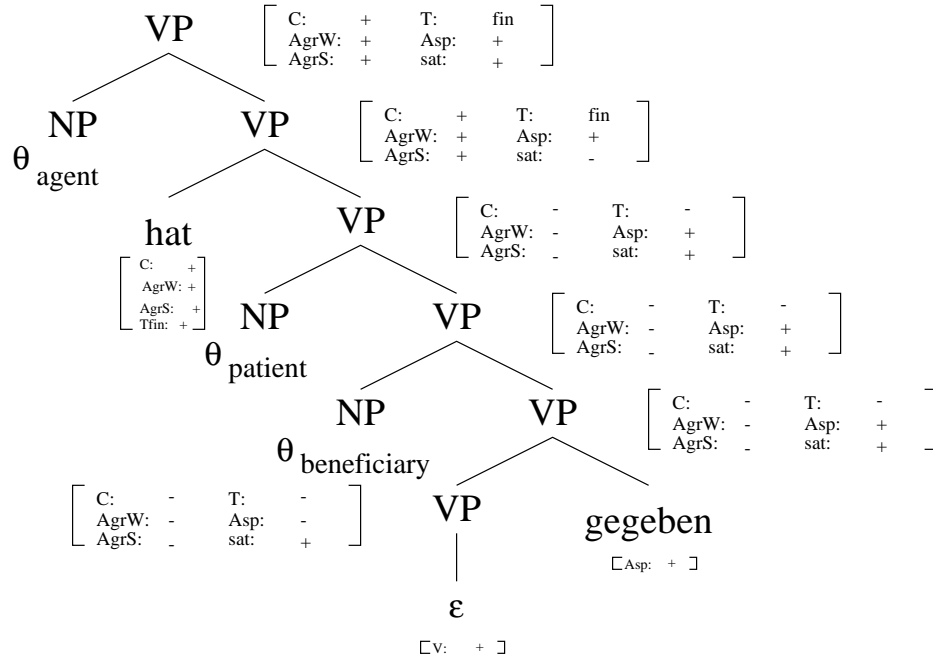 VP
C: + T: fin
AgrW: + Asp: +
AgrS: + sat: +
NP
θ agent
VP
C: + T: fin
AgrW: + Asp: +
AgrS: + sat: -
hat
C: +
AgrW: +
AgrS: +
Tfin: +
VP
C: - T: -
AgrW: - Asp: +
AgrS: - sat: +
NP
θ patient
VP
C: - T: -
AgrW: - Asp: +
AgrS: - sat: +
NP
θ beneficiary
VP
C: - T: -
AgrW: - Asp: +
AgrS: - sat: +
C: - T: -
AgrW: - Asp: -
AgrS: - sat: +
VP
gegeben
Asp: +
ε
V: +